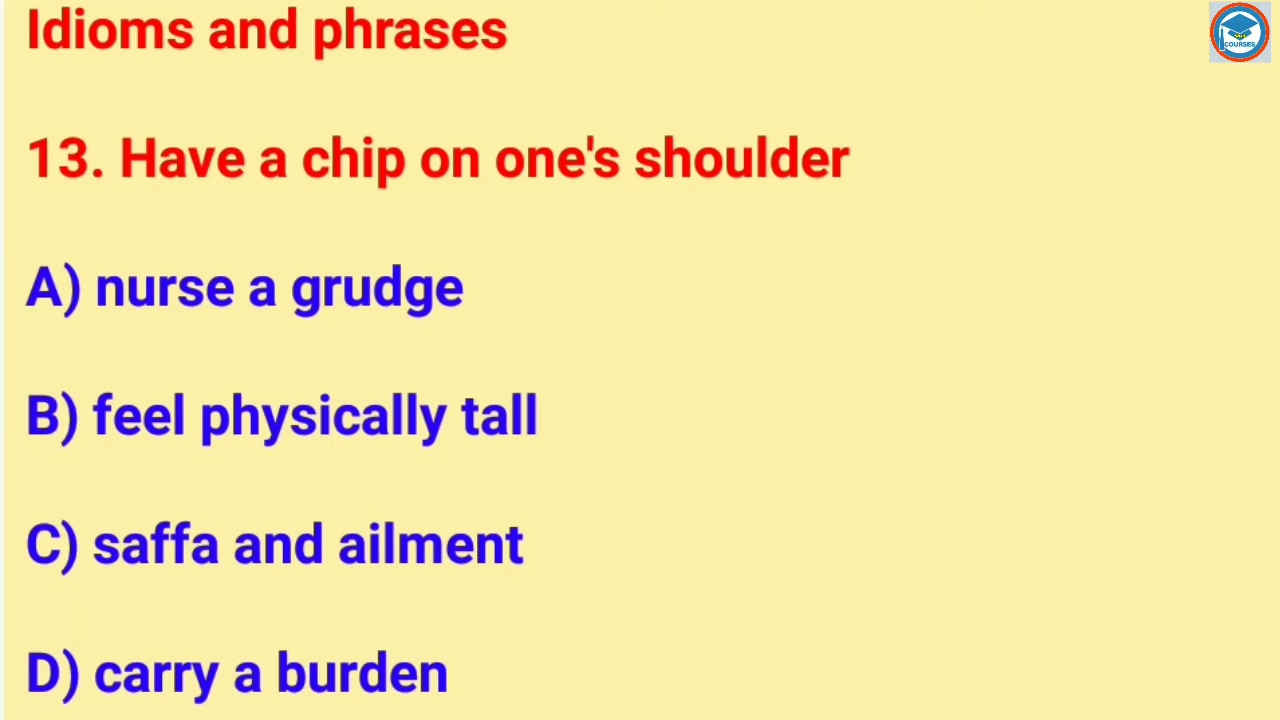 Idioms and phrases
13. Have a chip on one's shoulder
A) nurse a grudge
B) feel physically tall
C) saffa and ailment
D) carry a burden
COURSES